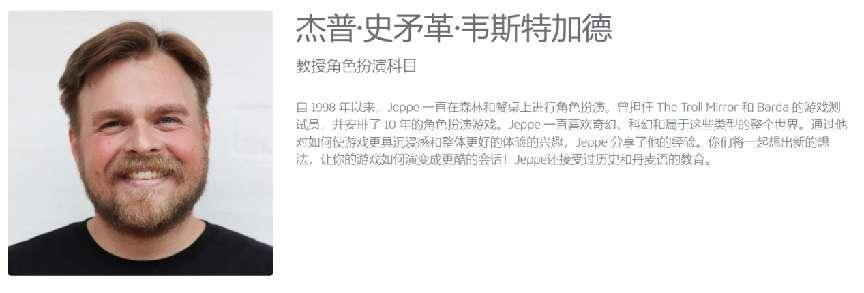 杰普·史矛革·韦斯特加德
教授角色扮演科目
自 1998 年以来，Jeppe 一直在森林和餐桌上进行角色扮演。曾担任 The Troll Mirror 和 Barda 的游戏测
试员，并安排了 10 年的角色扮演游戏。Jeppe 一直喜欢奇幻、科幻和属于这些类型的整个世界。通过他
对如何使游戏更具沉浸感和整体更好的体验的兴趣，Jeppe 分享了他的经验。你们将一起想出新的想
法，让你的游戏如何演变成更酷的会话！Jeppe还接受过历史和丹麦语的教育。